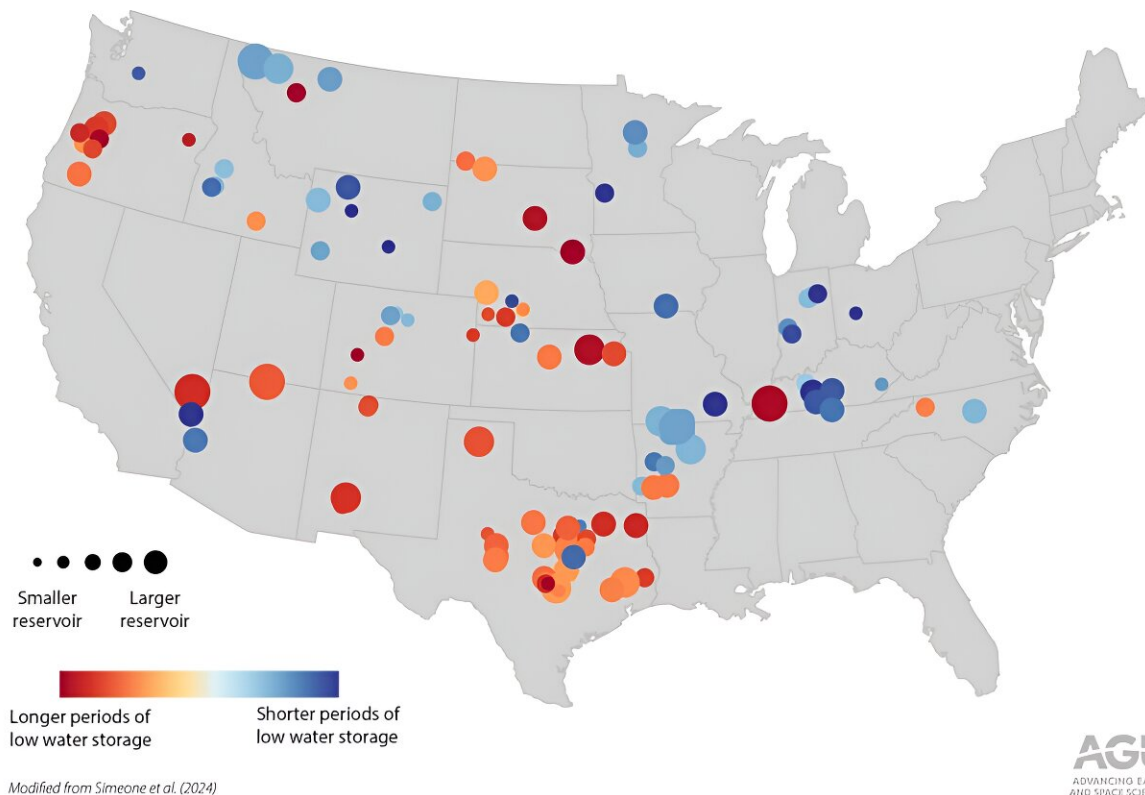 Smaller
reservoir
Larger
reservoir
Longer periods of
low water storage
Shorter periods of
low water storage
Modified from Simeone et al. (2024)
AGU
ADVANCING EA
AND SPACE SCIE